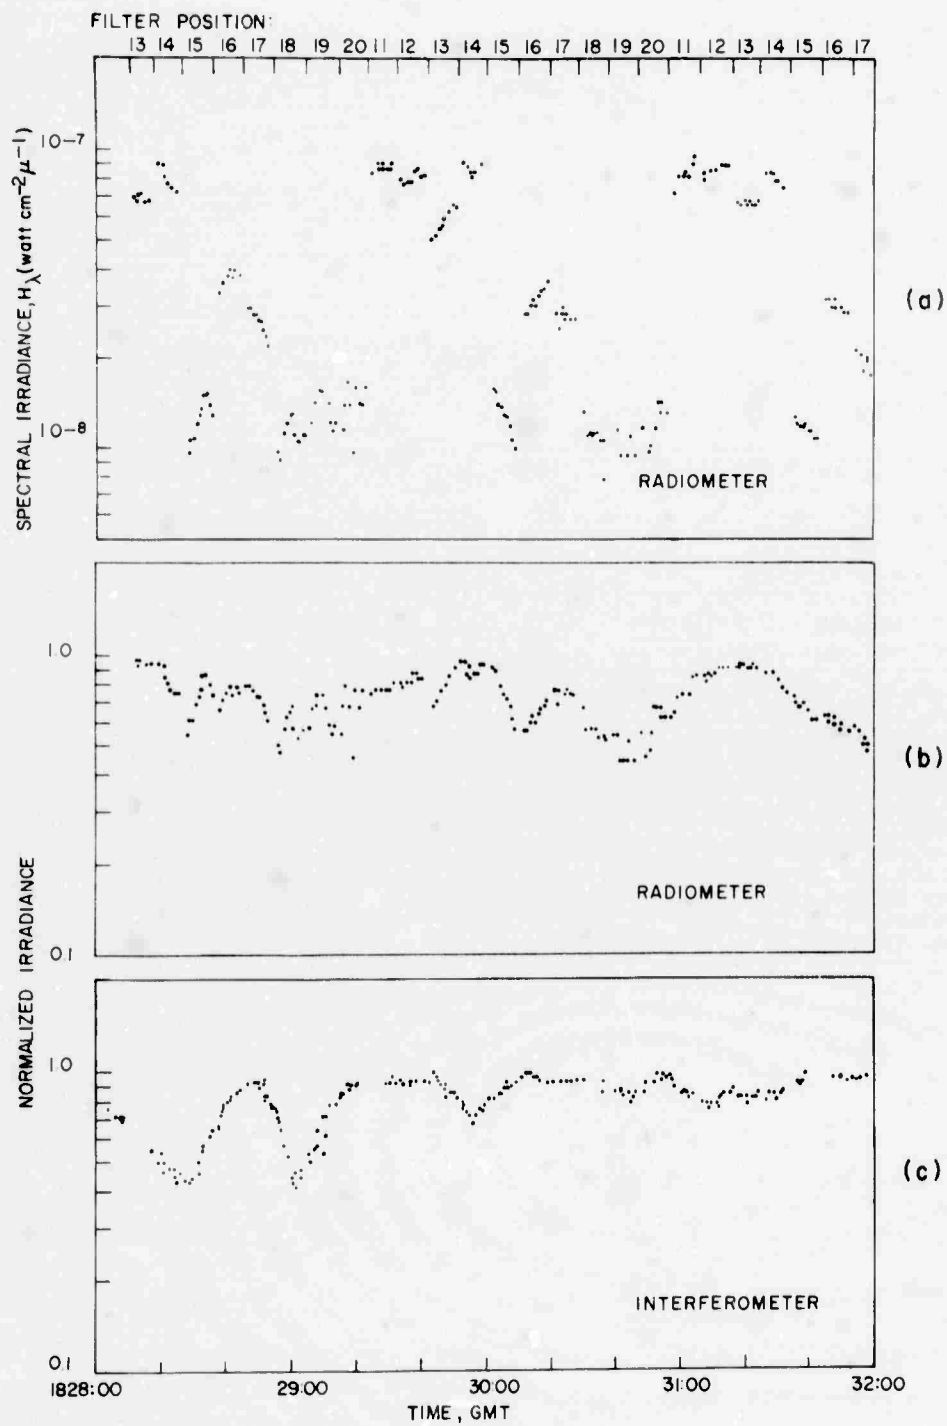 FILTER POSITION:
13 14 15 16 17 18 19 20 11 12 13 14 15 16 17 18 19 20 11 12 13 14 15 16 17
SPECTRAL IRRADIANCE, Hλ(watt cm-2μ-1)
10-7
10-8
RADIOMETER
(a)
NORMALIZED IRRADIANCE
1.0
0.1
RADIOMETER
(b)
1.0
0.1
INTERFEROMETER
(c)
1828:00 29:00 30:00 31:00 32:00
TIME, GMT